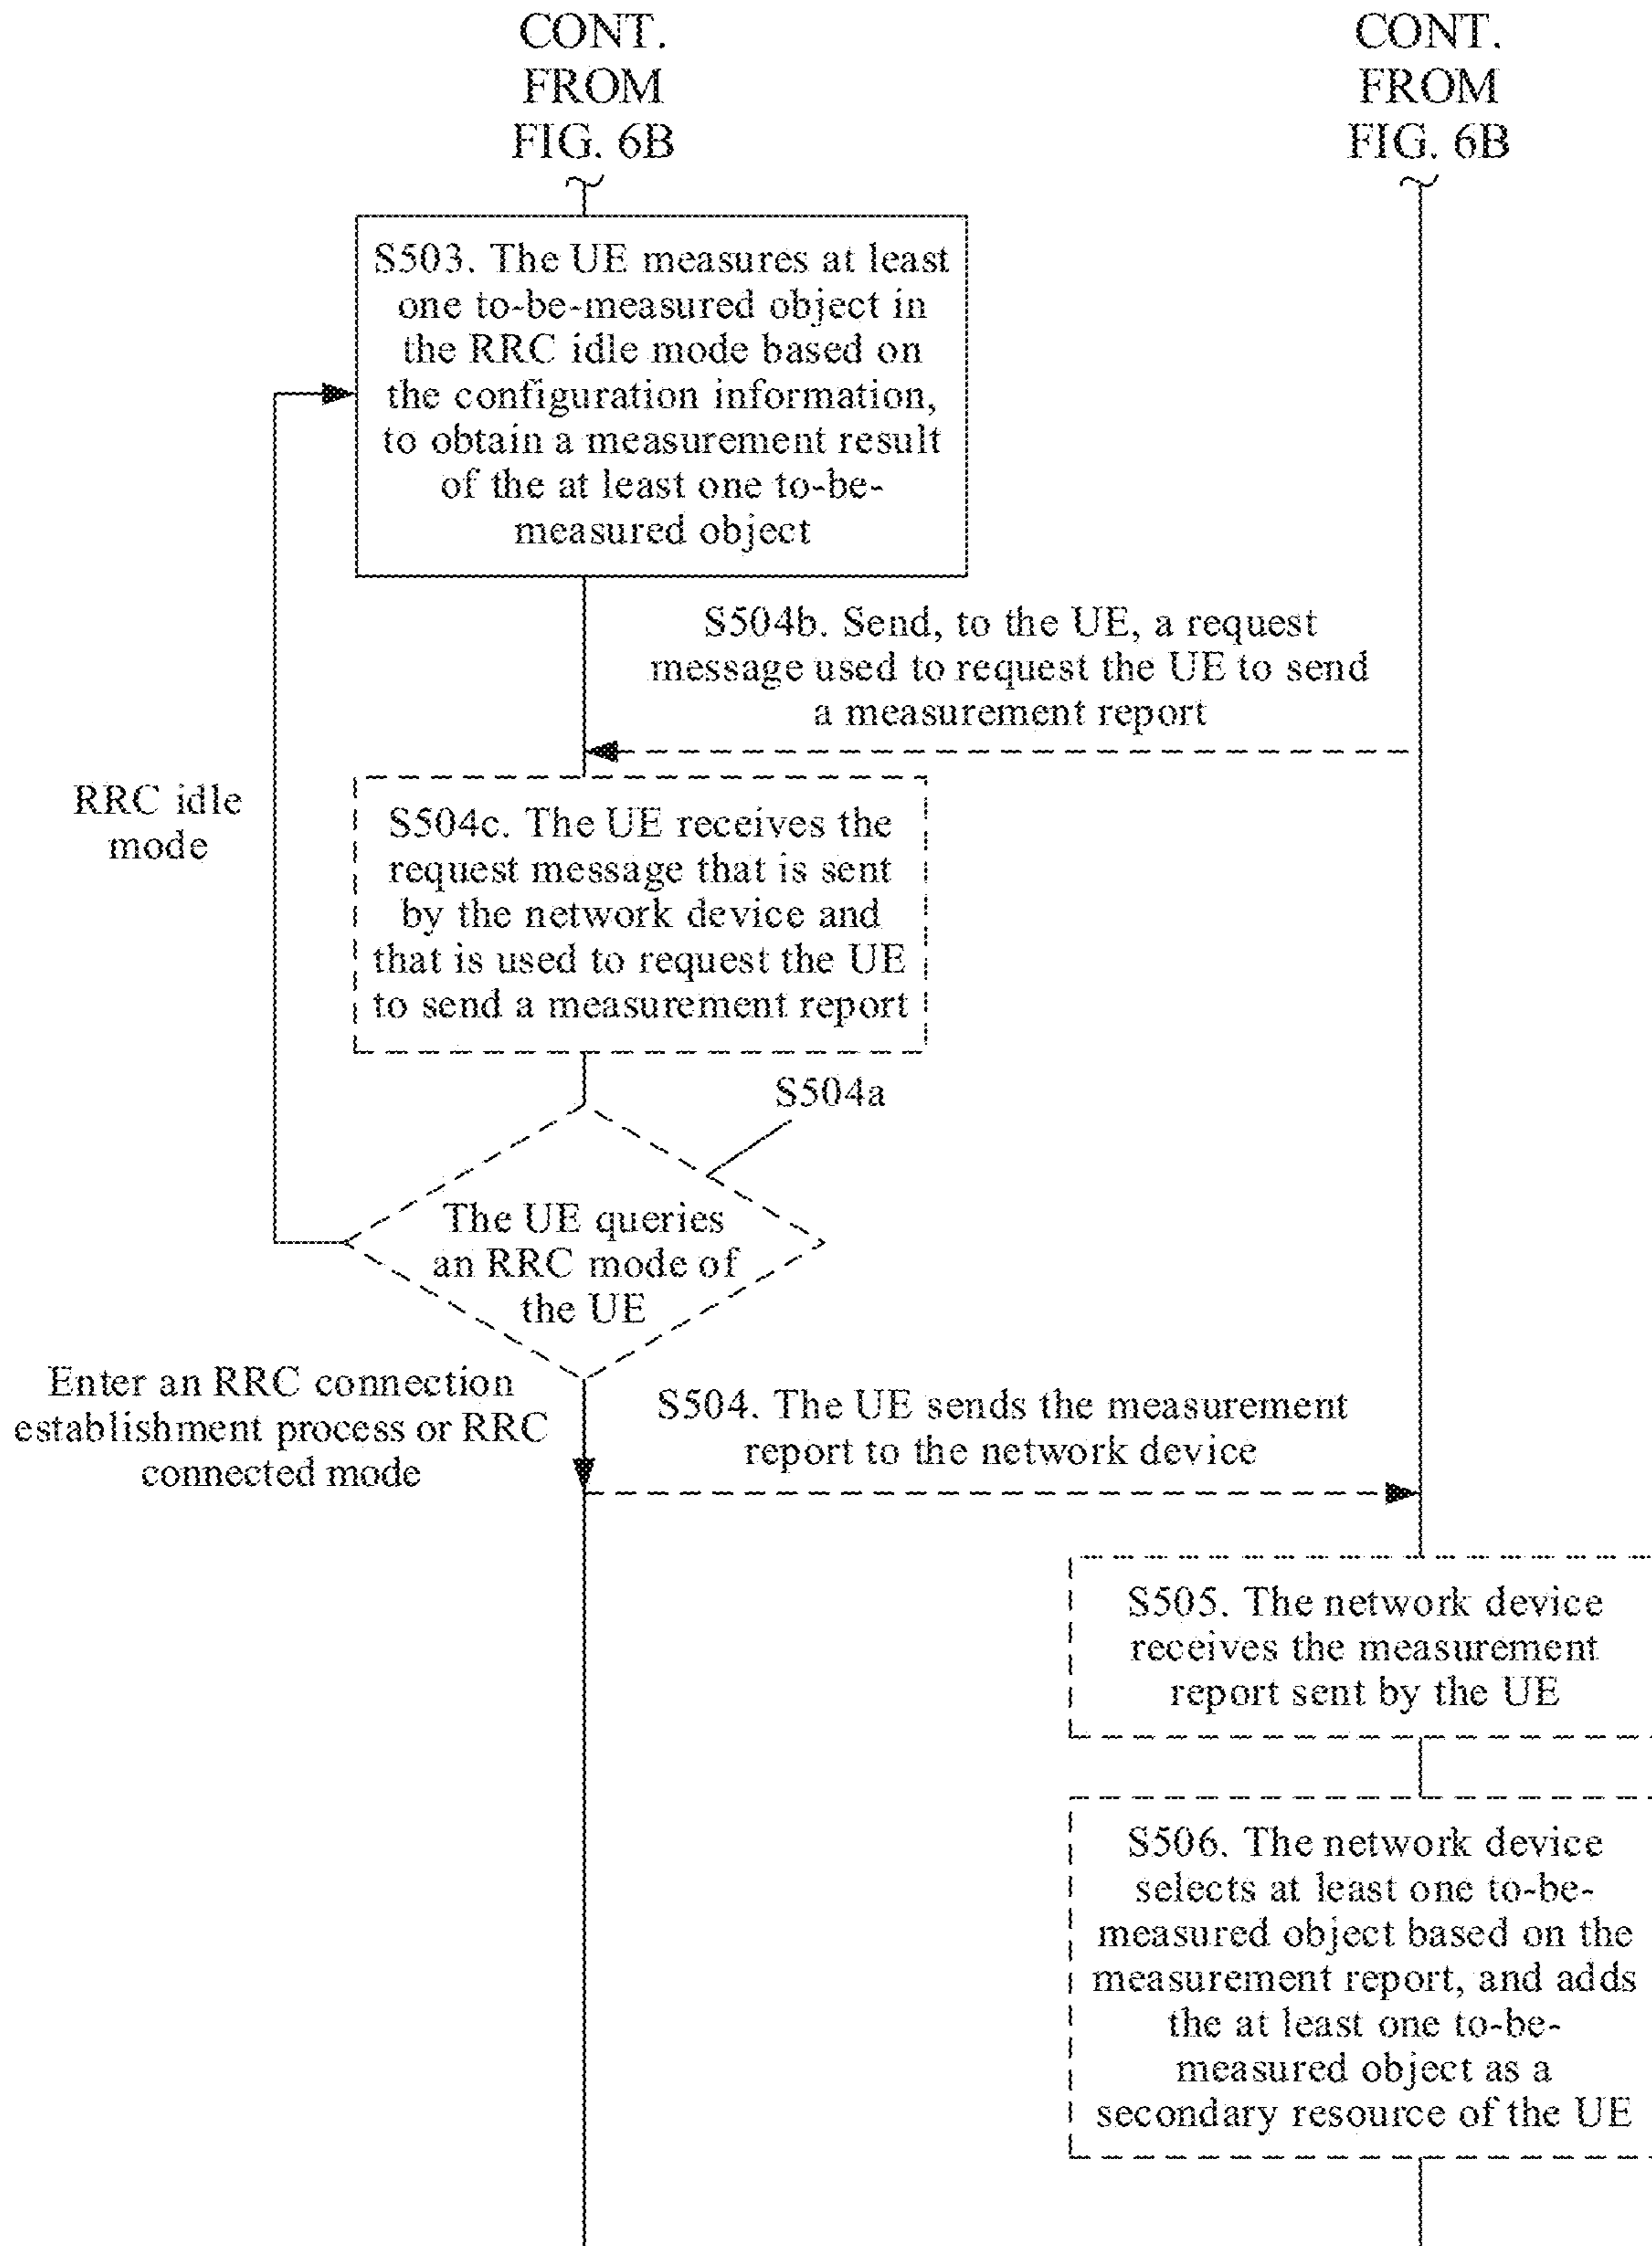 CONT.
FROM
FIG. 6B
CONT.
FROM
FIG. 6B
S503. The UE measures at least
one to-be-measured object in
the RRC idle mode based on
the configuration information,
to obtain a measurement result
of the at least one to-be-
measured object
S504b. Send, to the UE, a request
message used to request the UE to send
a measurement report
RRC idle
mode
S504c. The UE receives the
request message that is sent
by the network device and
that is used to request the UE
to send a measurement report
S504a
The UE queries
an RRC mode of
the UE
Enter an RRC connection
establishment process or RRC
connected mode
S504. The UE sends the measurement
report to the network device
S505. The network device
receives the measurement
report sent by the UE
S506. The network device
selects at least one to-be-
measured object based on the
measurement report, and adds
the at least one to-be-
measured object as a
secondary resource of the UE